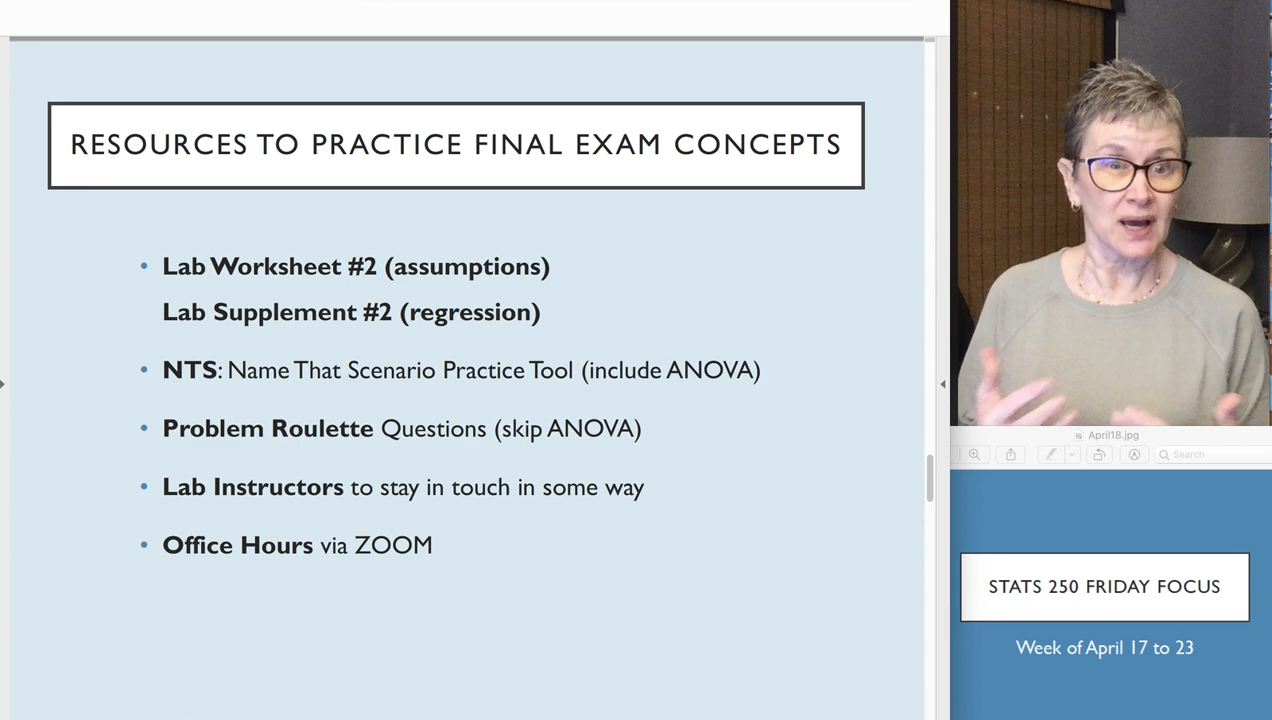 RESOURCES TO PRACTICE FINAL EXAM CONCEPTS
• Lab Worksheet #2 (assumptions)
Lab Supplement #2 (regression)
• NTS: Name That Scenario Practice Tool (include ANOVA)
• Problem Roulette Questions (skip ANOVA)
• Lab Instructors to stay in touch in some way
• Office Hours via ZOOM
April18.jpg
Search
STATS 250 FRIDAY FOCUS
Week of April 17 to 23